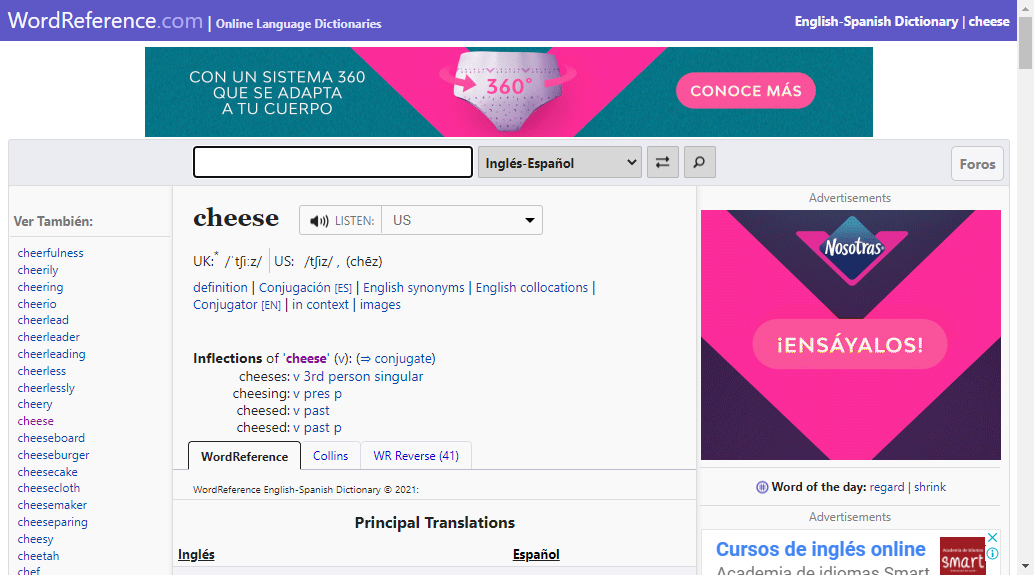 WordReference.com | Online Language Dictionaries
English-Spanish Dictionary | cheese
CON UN SISTEMA 360
QUE SE ADAPTA
A TU CUERPO
360°
CONOCE MÁS
Inglés-Español
Foros
Ver También:
cheerfulness
cheerily
cheering
cheerio
cheerlead
cheerleader
cheerleading
cheerless
cheerlessly
cheery
cheese
cheeseboard
cheeseburger
cheesecake
cheesecloth
cheesemaker
cheeseparing
cheesy
cheetah
chef
cheese
LISTEN:
US
UK:* /ˈtʃiːz/ US: /tʃiz/ , (chēz)
definition | Conjugación [ES] | English synonyms | English collocations |
Conjugator [EN] | in context | images
Inflections of 'cheese' (v): (⇒ conjugate)
cheeses: v 3rd person singular
cheesing: v pres p
cheesed: v past
cheesed: v past p
WordReference
Collins
WR Reverse (41)
WordReference English-Spanish Dictionary © 2021:
Principal Translations
Inglés
Español
Advertisements
Nosotras
¡ENSÁYALOS!
Word of the day: regard | shrink
Advertisements
Cursos de inglés online
Academia de idiomas Smart
Academia de Idiomas
smart